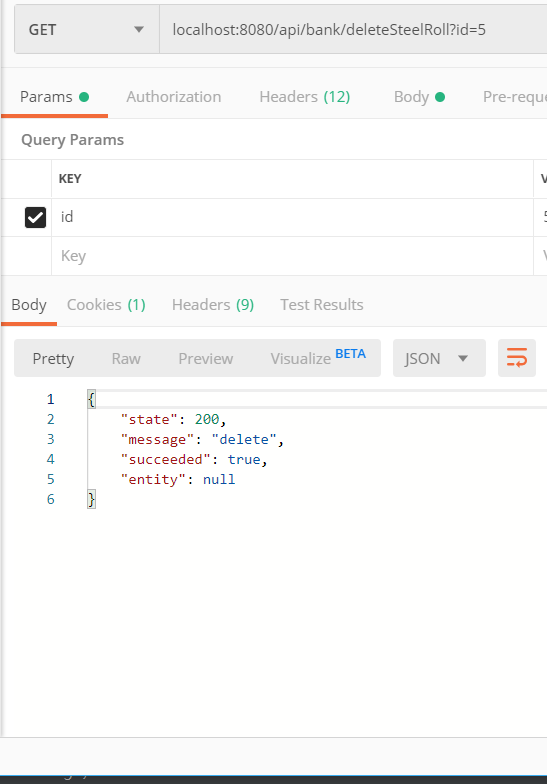 GET localhost:8080/api/bank/deleteSteelRoll?id=5
Params Authorization Headers (12) Body Pre-reque
Query Params
KEY V
id 5
Key V
Body Cookies (1) Headers (9) Test Results
Pretty Raw Preview Visualize BETA JSON
1 {
2 "state": 200,
3 "message": "delete",
4 "succeeded": true,
5 "entity": null
6 }